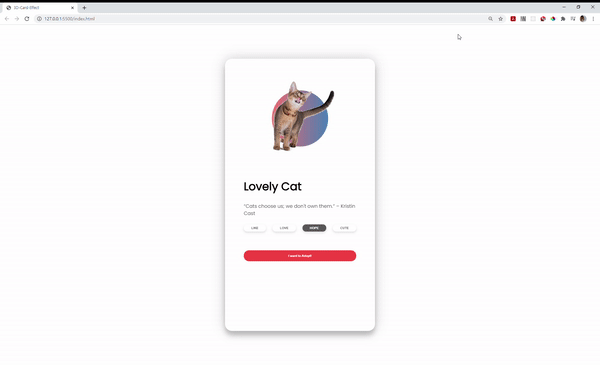 3D Card Effect
127.0.0.1:5500/index.html
Lovely Cat
"Cats choose us; we don't own them." ~ Kristin
Cast
LIKE LOVE HOPE CUTE
I want to Adopt!